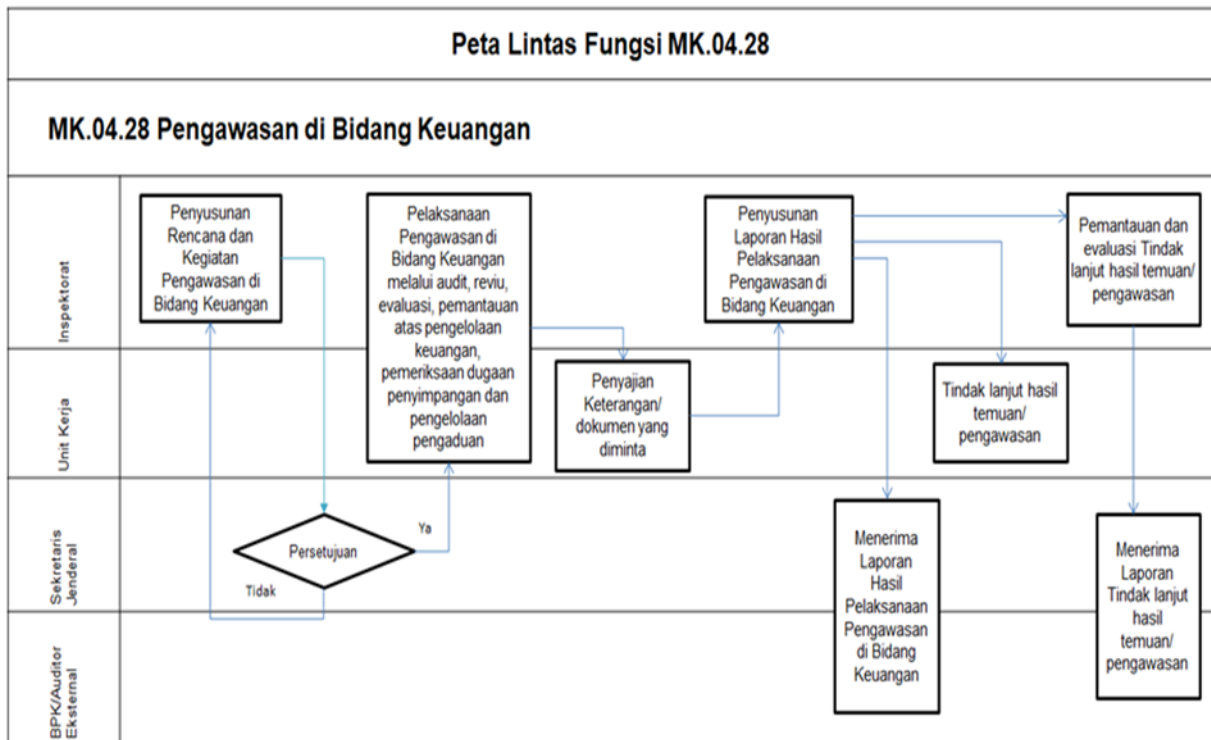 Peta Lintas Fungsi MK.04.28
MK.04.28 Pengawasan di Bidang Keuangan
Inspektorat
Penyusunan
Rencana dan
Kegiatan
Pengawasan di
Bidang Keuangan
Pelaksanaan
Pengawasan di
Bidang Keuangan
melalui audit, reviu,
evaluasi, pemantauan
atas pengelolaan
keuangan,
pemeriksaan dugaan
penyimpangan dan
pengelolaan
pengaduan
Penyusunan
Laporan Hasil
Pelaksanaan
Pengawasan di
Bidang Keuangan
Pemantauan dan
evaluasi Tindak
lanjut hasil temuan/
pengawasan
Unit Kerja
Penyajian
Keterangan/
dokumen yang
diminta
Tindak lanjut hasil
temuan/
pengawasan
Sekretaris
Jenderal
Persetujuan
Ya
Tidak
Menerima
Laporan
Hasil
Pelaksanaan
Pengawasan
di Bidang
Keuangan
Menerima
Laporan
Tindak lanjut
hasil
temuan/
pengawasan
BPK/Auditor
Eksternal